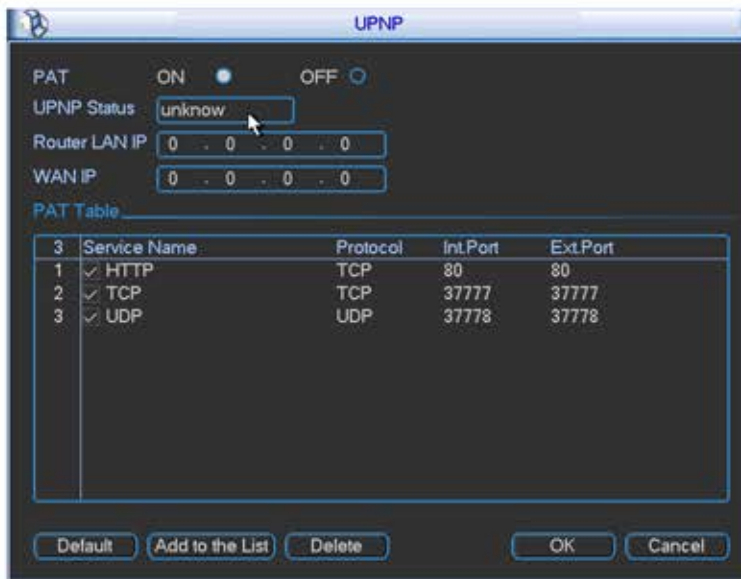 UPNP
PAT ON OFF
UPNP Status unknow
Router LAN IP 0 . 0 . 0 . 0
WAN IP 0 . 0 . 0 . 0
PAT Table
3 Service Name Protocol Int.Port Ext.Port
1 HTTP TCP 80 80
2 TCP TCP 37777 37777
3 UDP UDP 37778 37778
Default Add to the List Delete OK Cancel